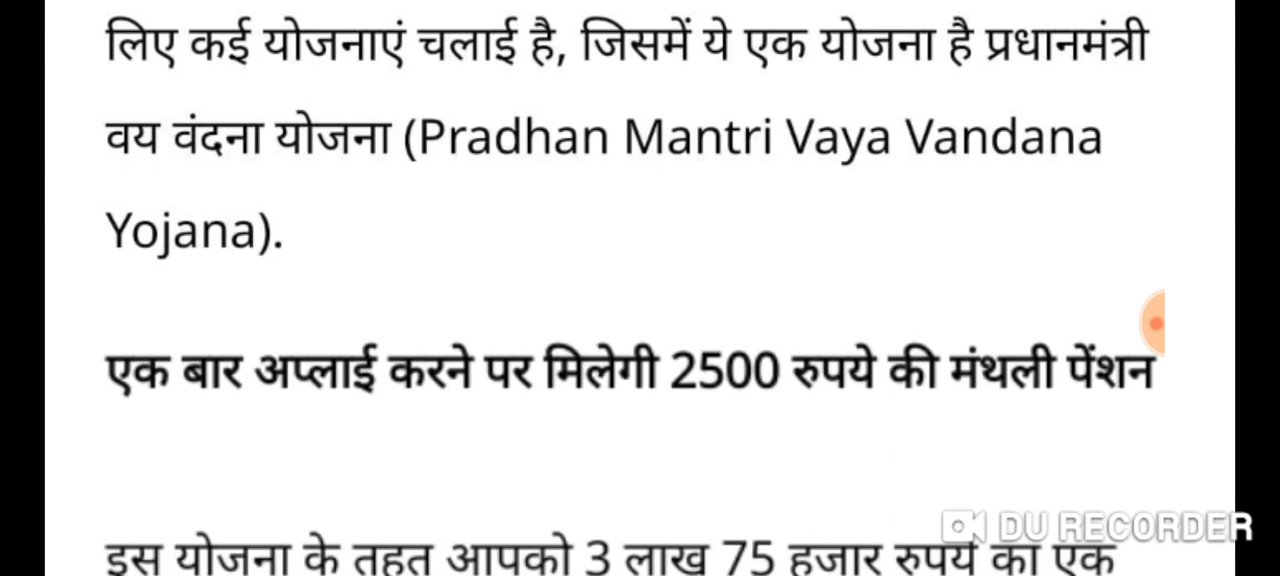 लिए कई योजनाएं चलाई है, जिसमें ये एक योजना है प्रधानमंत्री
वय वंदना योजना (Pradhan Mantri Vaya Vandana
Yojana).
एक बार अप्लाई करने पर मिलेगी 2500 रुपये की मंथली पेंशन
इस योजना के तहत आपको 3 लाख 75 हजार रुपये का एक
DU RECORDER